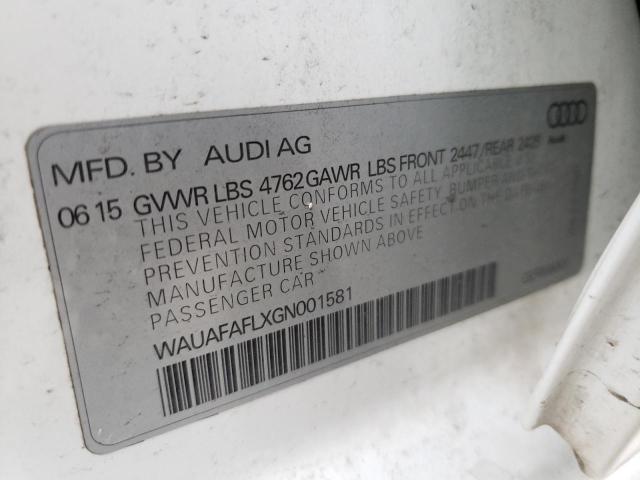 MFD. BY AUDI AG
Audi
06 15 GVWR LBS 4762 GAWR LBS FRONT 2447/REAR 2425
THIS VEHICLE CONFORMS TO ALL APPLICABLE
FEDERAL MOTOR VEHICLE SAFETY, BUMPER AND
PREVENTION STANDARDS IN EFFECT ON THE DATE OF
MANUFACTURE SHOWN ABOVE
PASSENGER CAR
WAUAFAFLXGN001581